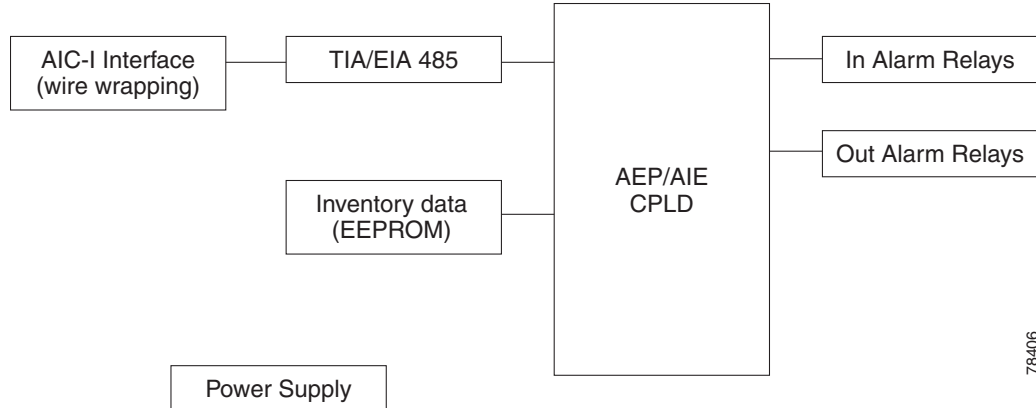 AIC-I Interface
(wire wrapping)
TIA/EIA 485
In Alarm Relays
Out Alarm Relays
AEP/AIE
CPLD
Inventory data
(EEPROM)
Power Supply
78406